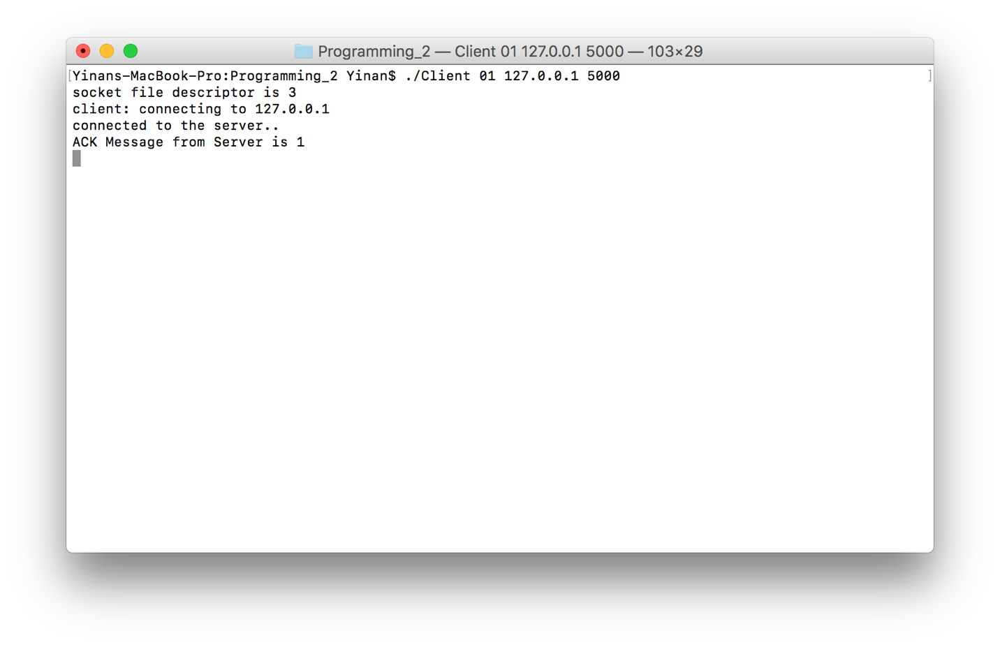 Programming_2 — Client 01 127.0.0.1 5000 — 103×29
[Yinans-MacBook-Pro:Programming_2 Yinan$ ./Client 01 127.0.0.1 5000 ]
socket file descriptor is 3
client: connecting to 127.0.0.1
connected to the server..
ACK Message from Server is 1